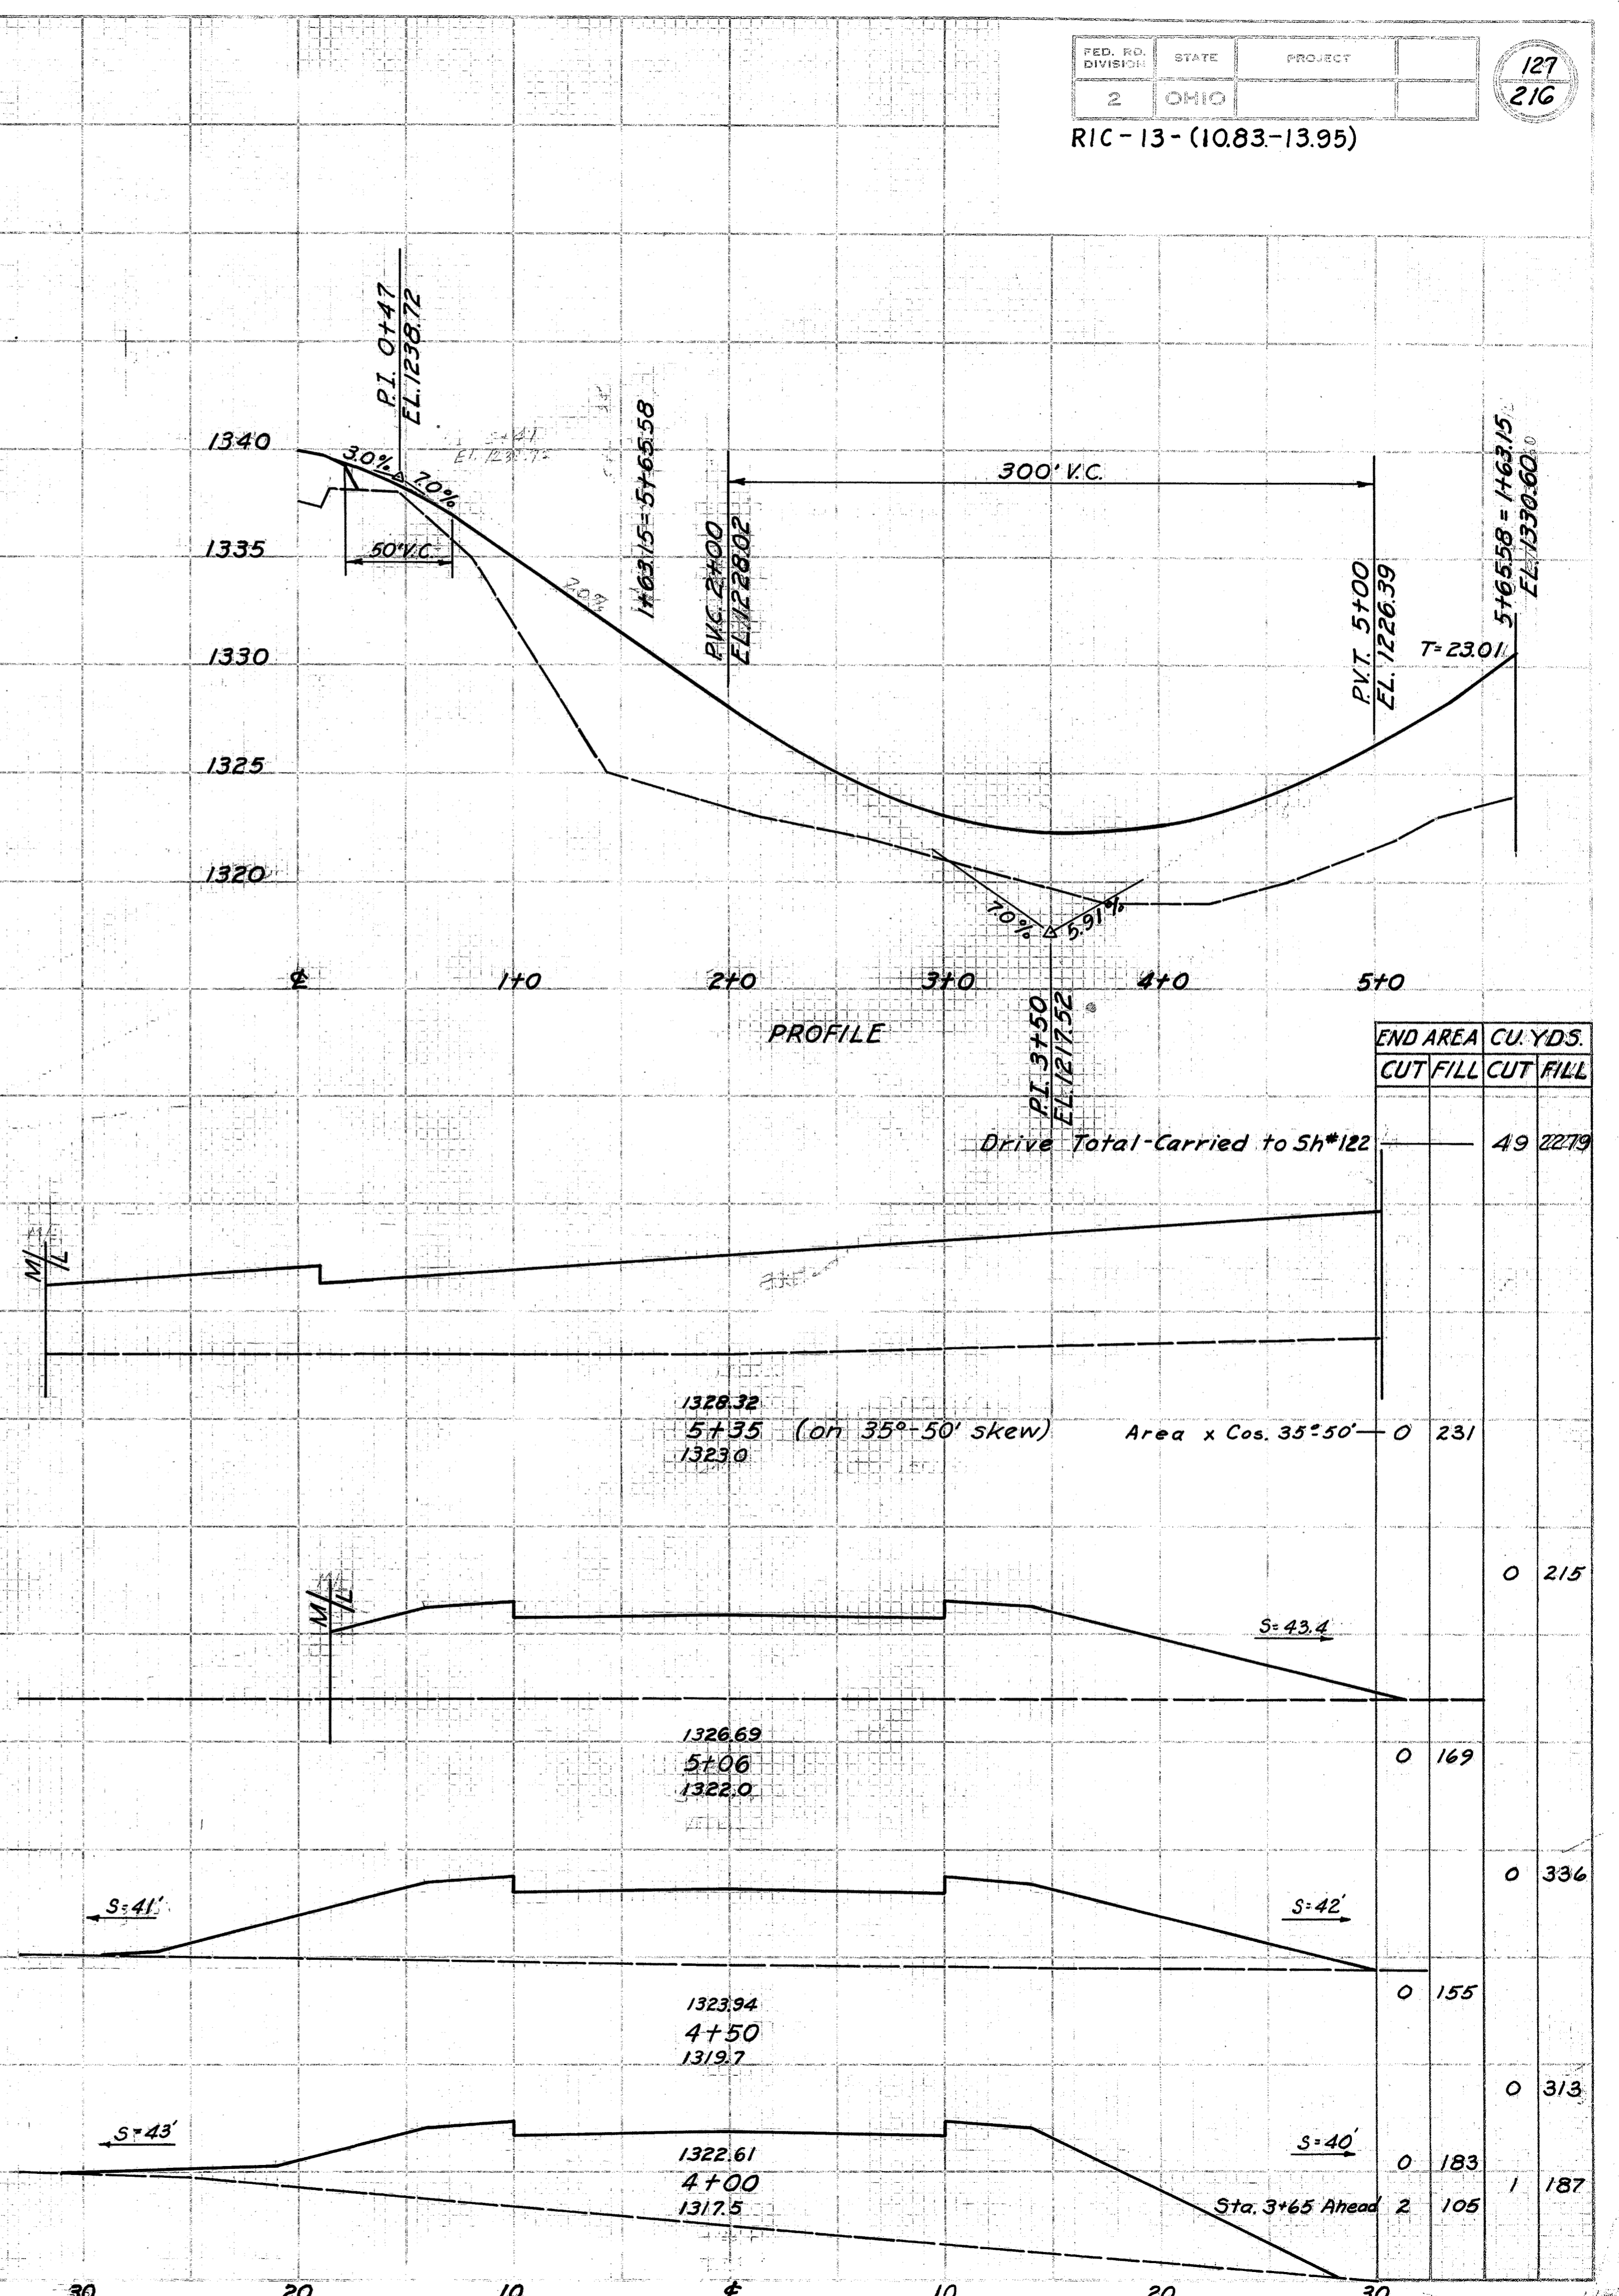 FED. RD. DIVISION STATE PROJECT
2 OHIO
127
216
RIC-13-(10.83-13.95)
P.I. 0+47
EL. 1238.72
1340
3.0%
7.0%
1+63.15=5+65.58
300' V.C.
5+65.58 = 1+63.15
EL. 1330.60
1335
50' V.C.
7.0%
P.V.C. 2+00
EL. 1228.02
P.V.T. 5+00
EL. 1226.39
T=23.01
1330
1325
1320
7.0%
5.91%
℄ 1+0 2+0 3+0 4+0 5+0
PROFILE
P.I. 3+50
EL. 1217.52
END AREA CU. YDS.
CUT FILL CUT FILL
Drive Total-Carried to Sh#122 49 2279
M/L
1328.32
5+35 (on 35°-50' skew) Area x Cos. 35°50' 0 231
1323.0
0 215
M/L
S=43.4
1326.69
5+06
0 169
1322.0
0 336
S=41'
S=42'
0 155
1323.94
4+50
1319.7
0 313
S=43'
S=40'
1322.61
0 183
4+00
1 187
1317.5
Sta. 3+65 Ahead 2 105
30 20 10 ℄ 10 20 30